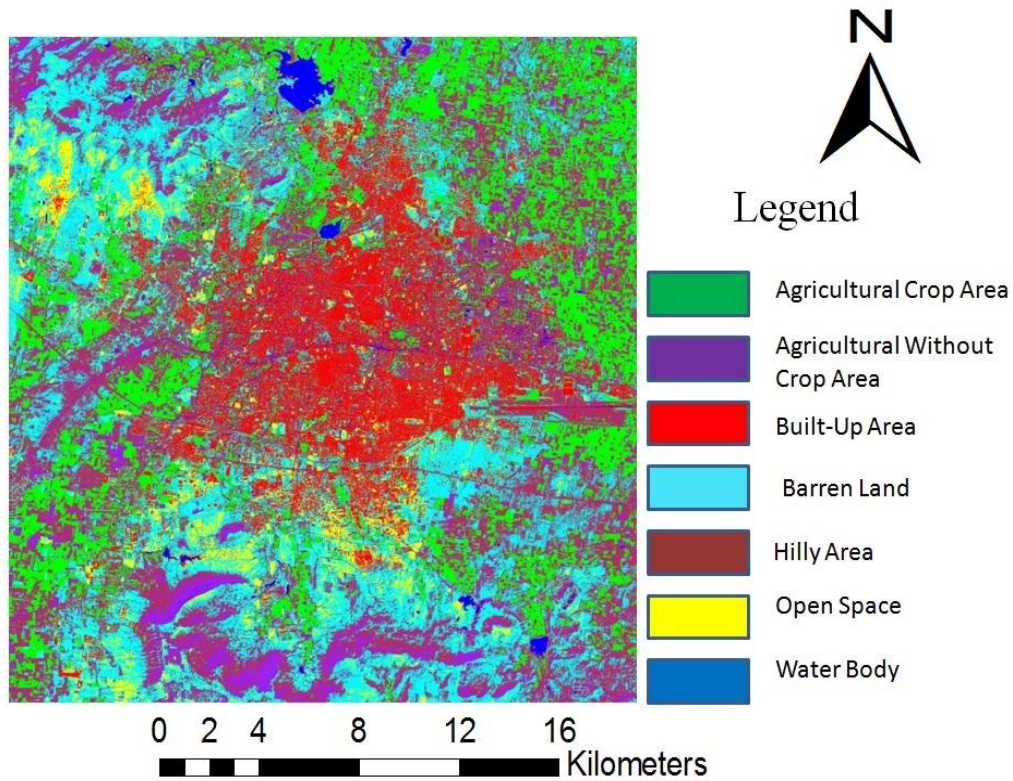 N
Legend
Agricultural Crop Area
Agricultural Without
Crop Area
Built-Up Area
Barren Land
Hilly Area
Open Space
Water Body
0 2 4 8 12 16
Kilometers